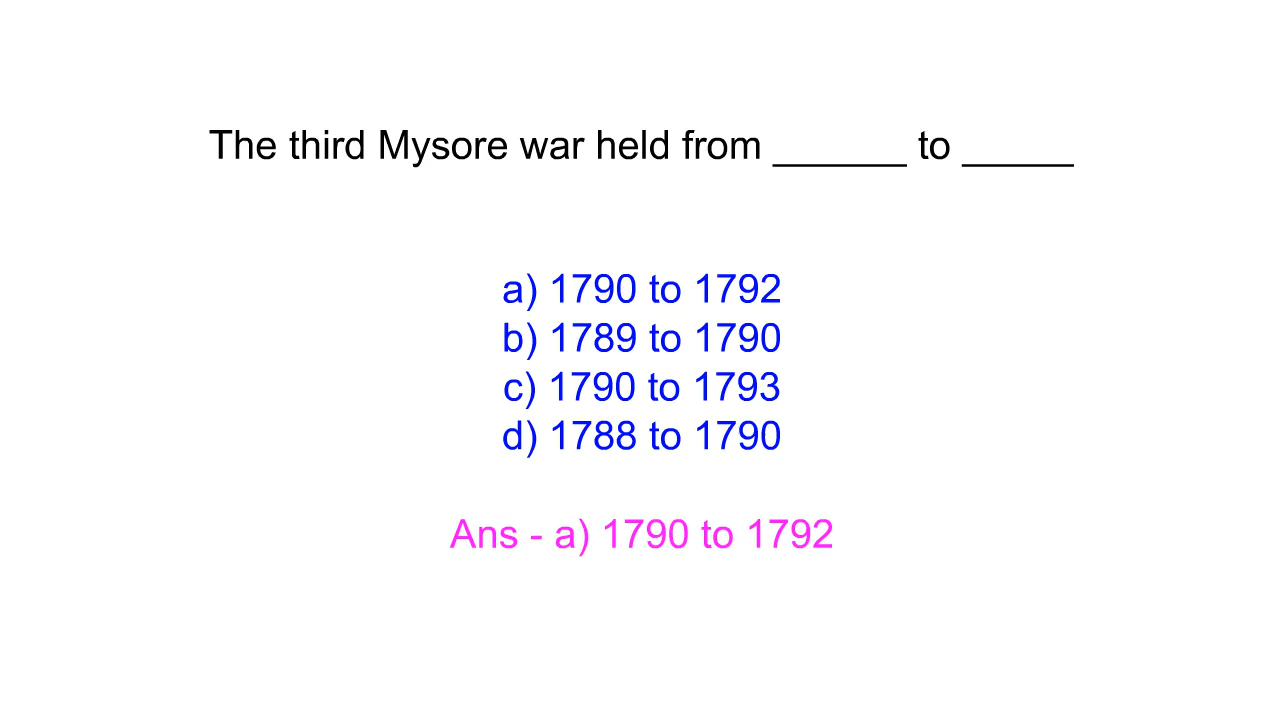 The third Mysore war held from ______ to _____
a) 1790 to 1792
b) 1789 to 1790
c) 1790 to 1793
d) 1788 to 1790
Ans - a) 1790 to 1792